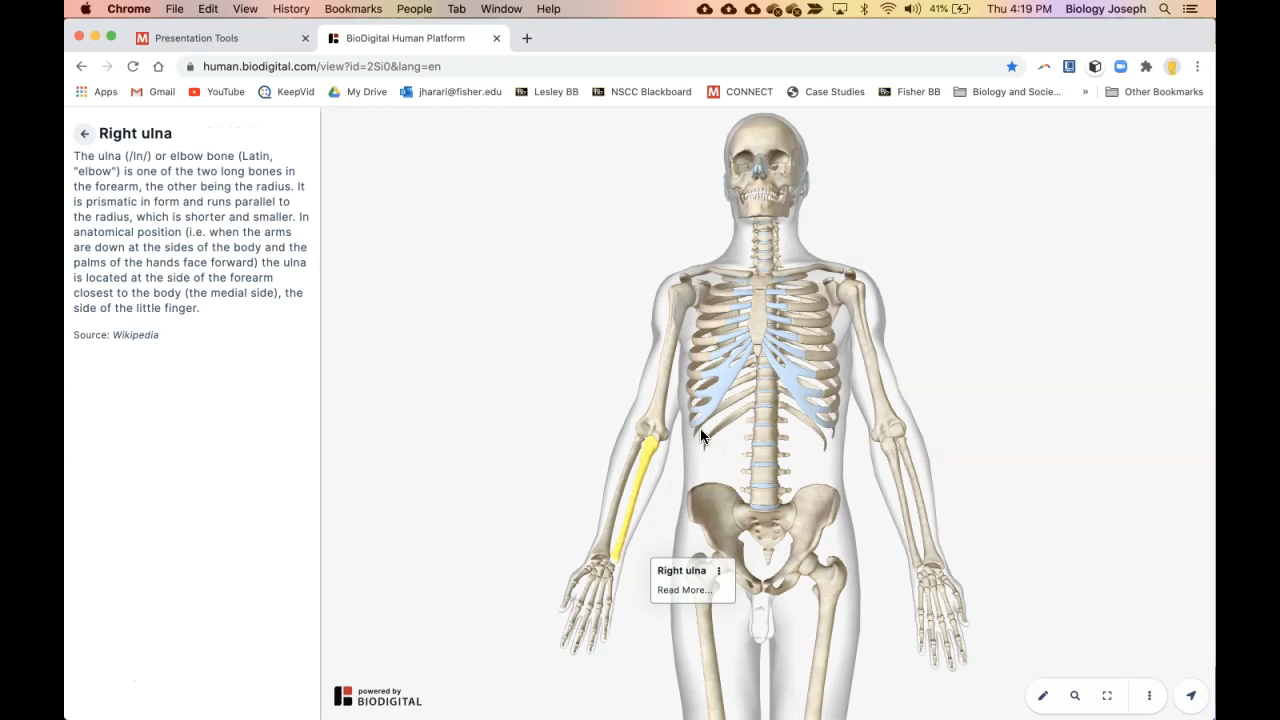 Chrome File Edit View History Bookmarks People Tab Window Help 41% Thu 4:19 PM Biology Joseph
Presentation Tools
BioDigital Human Platform
human.biodigital.com/view?id=2Si0&lang=en
Apps Gmail YouTube KeepVid My Drive jharari@fisher.edu Lesley BB NSCC Blackboard CONNECT Case Studies Fisher BB Biology and Socie... » Other Bookmarks
Right ulna
The ulna (/ln/) or elbow bone (Latin,
"elbow") is one of the two long bones in
the forearm, the other being the radius. It
is prismatic in form and runs parallel to
the radius, which is shorter and smaller. In
anatomical position (i.e. when the arms
are down at the sides of the body and the
palms of the hands face forward) the ulna
is located at the side of the forearm
closest to the body (the medial side), the
side of the little finger.
Source: Wikipedia
Right ulna
Read More...
powered by
BIODIGITAL